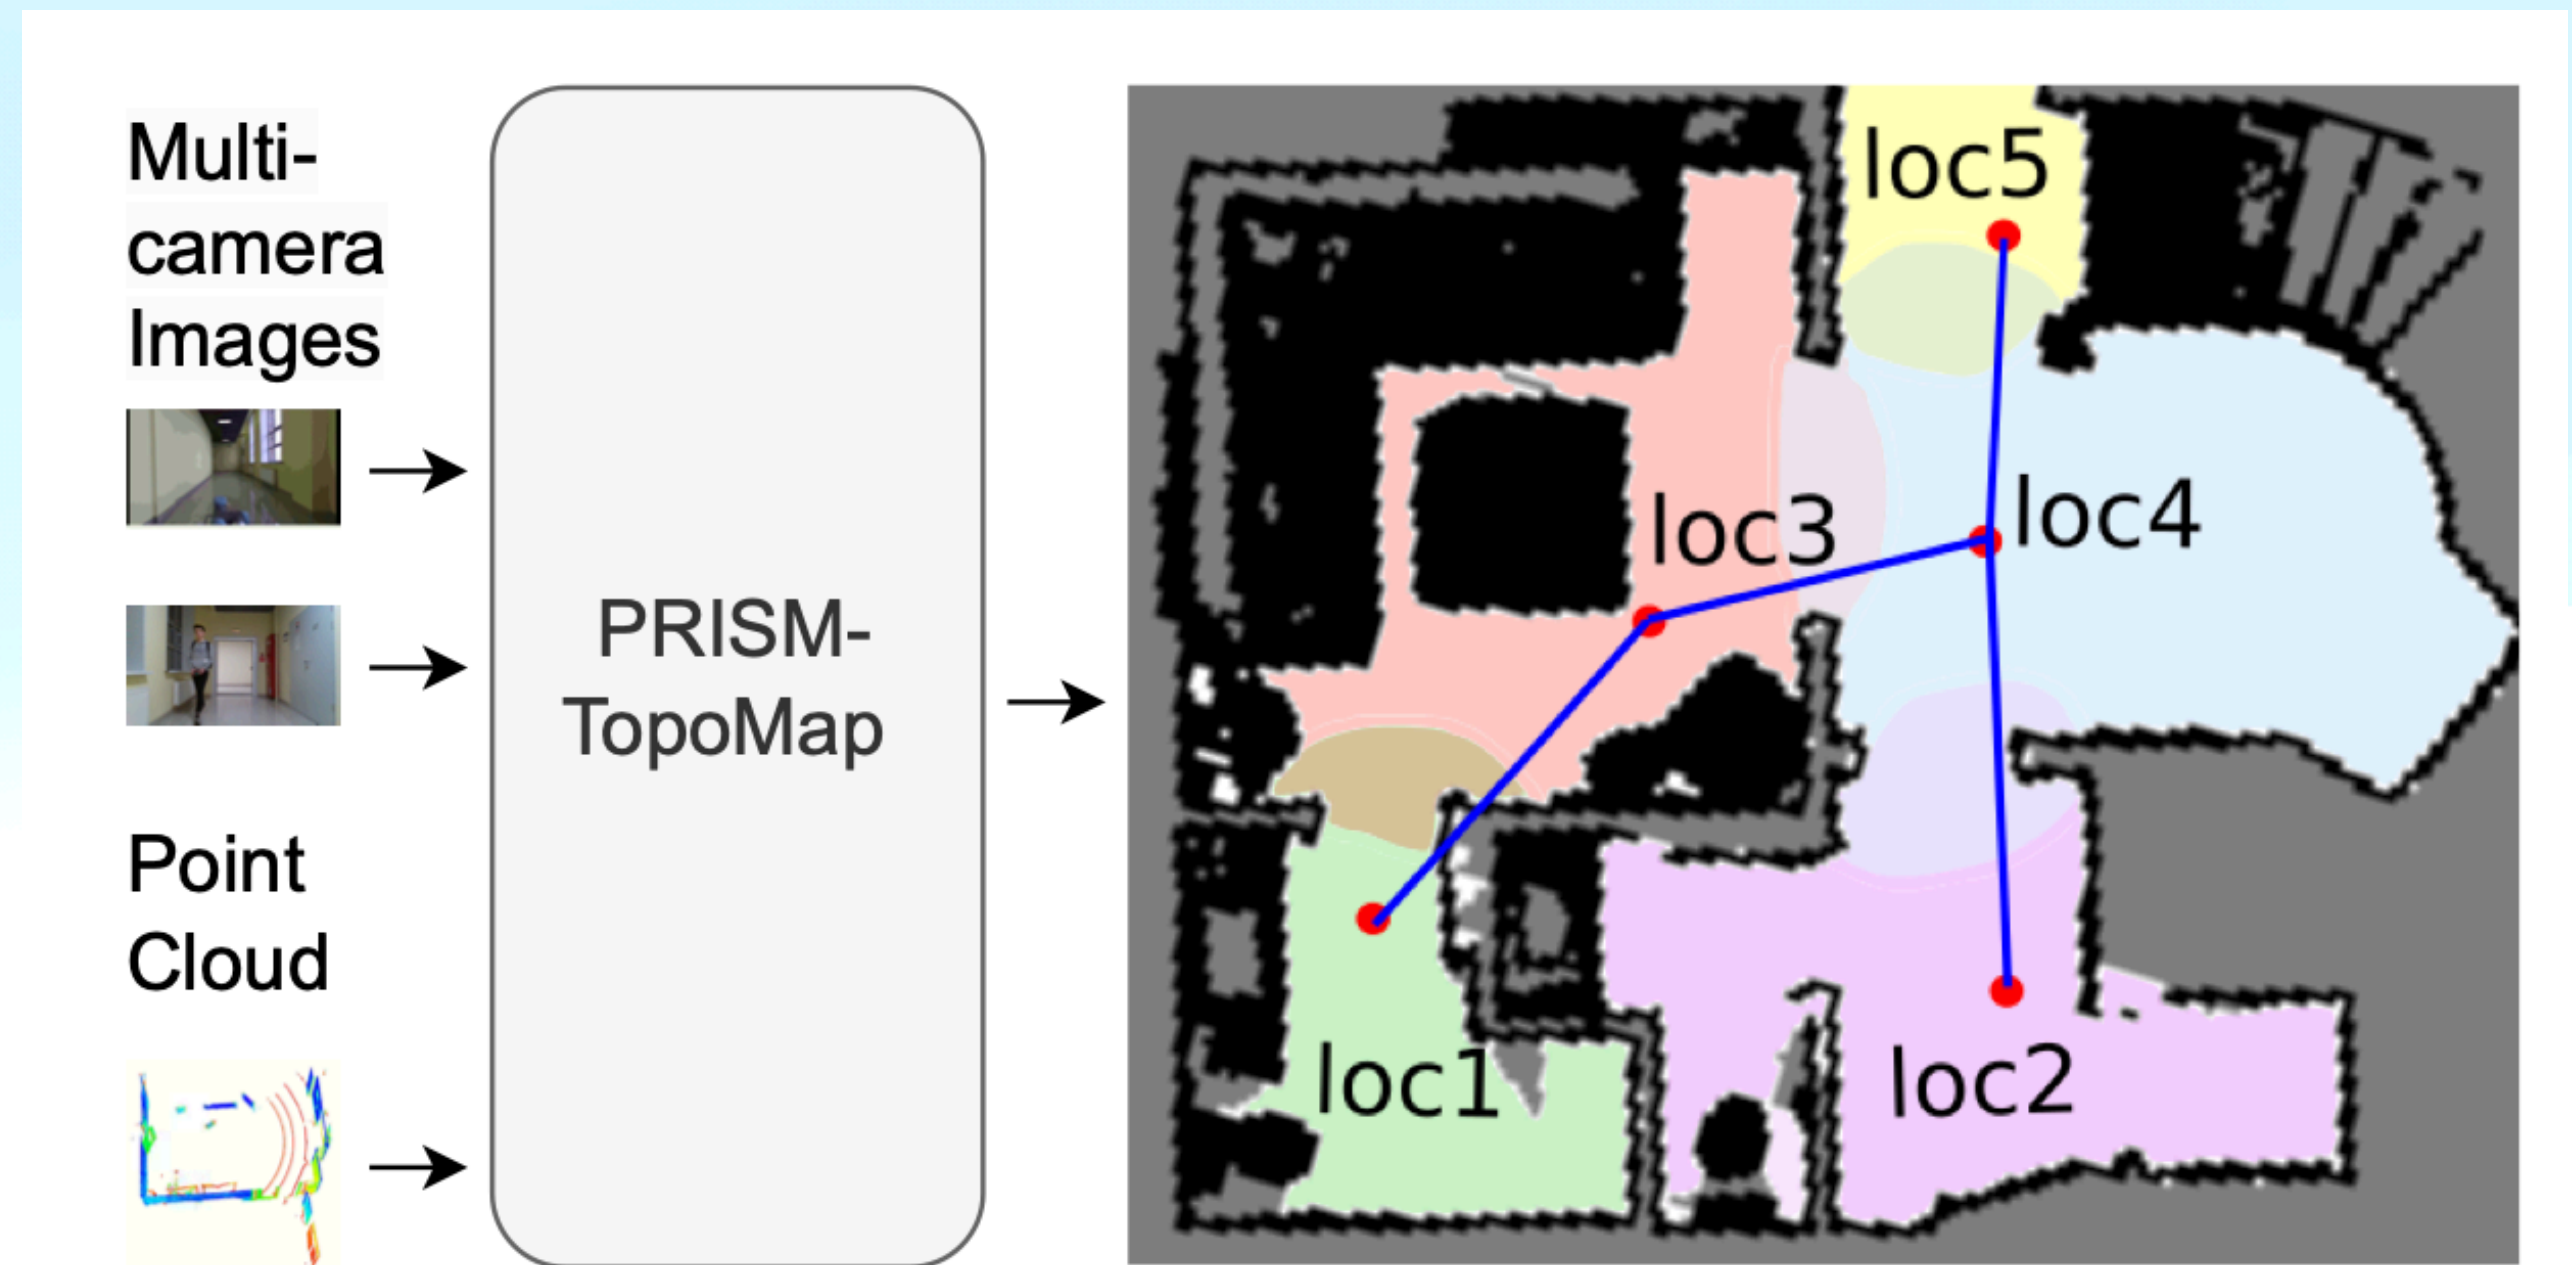 Multi-
camera
Images
Point
Cloud
PRISM-
TopoMap
loc5
loc4
loc3
loc1
loc2